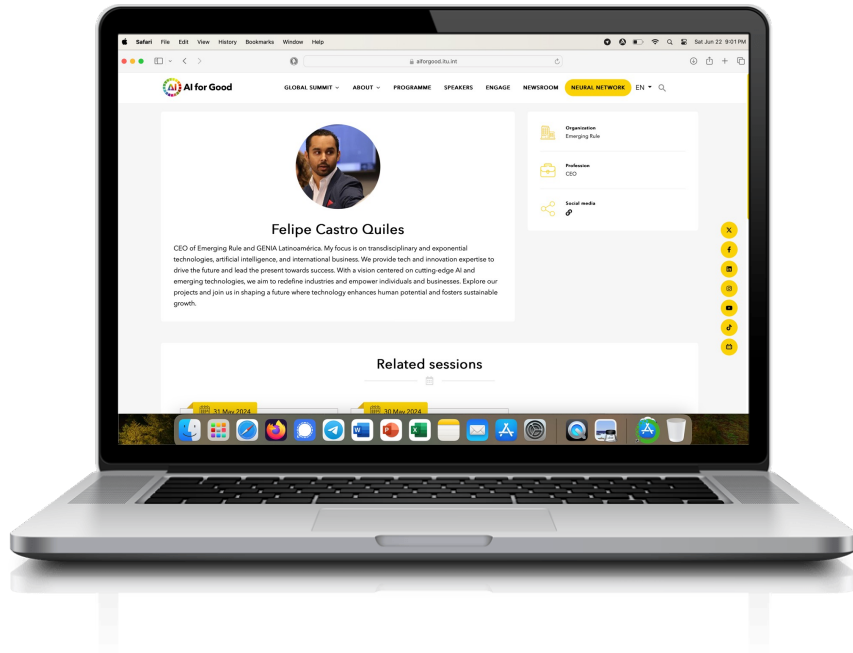 Safari File Edit View History Bookmarks Window Help Sat Jun 22 9:01 PM
aiforgood.itu.int
AI for Good GLOBAL SUMMIT ABOUT PROGRAMME SPEAKERS ENGAGE NEWSROOM NEURAL NETWORK EN
Organization
Emerging Rule
Profession
CEO
Social media
Felipe Castro Quiles
CEO of Emerging Rule and GENIA Latinoamérica. My focus is on transdisciplinary and exponential
technologies, artificial intelligence, and international business. We provide tech and innovation expertise to
drive the future and lead the present towards success. With a vision centered on cutting-edge AI and
emerging technologies, we aim to redefine industries and empower individuals and businesses. Explore our
projects and join us in shaping a future where technology enhances human potential and fosters sustainable
growth.
Related sessions
31 May 2024 30 May 2024